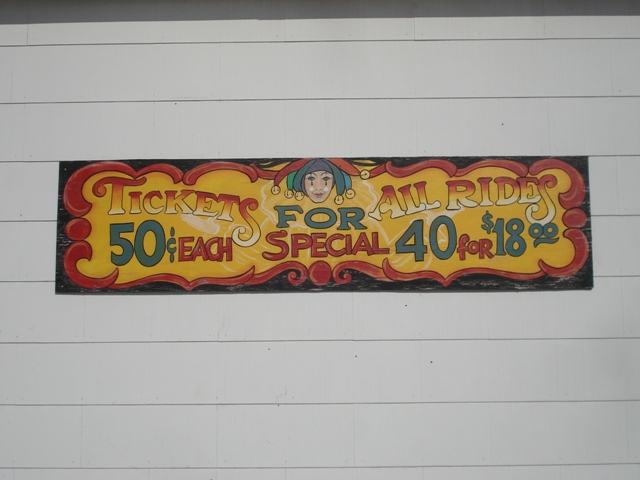 TICKETS FOR ALL RIDES
50¢ EACH SPECIAL 40 FOR $18.00